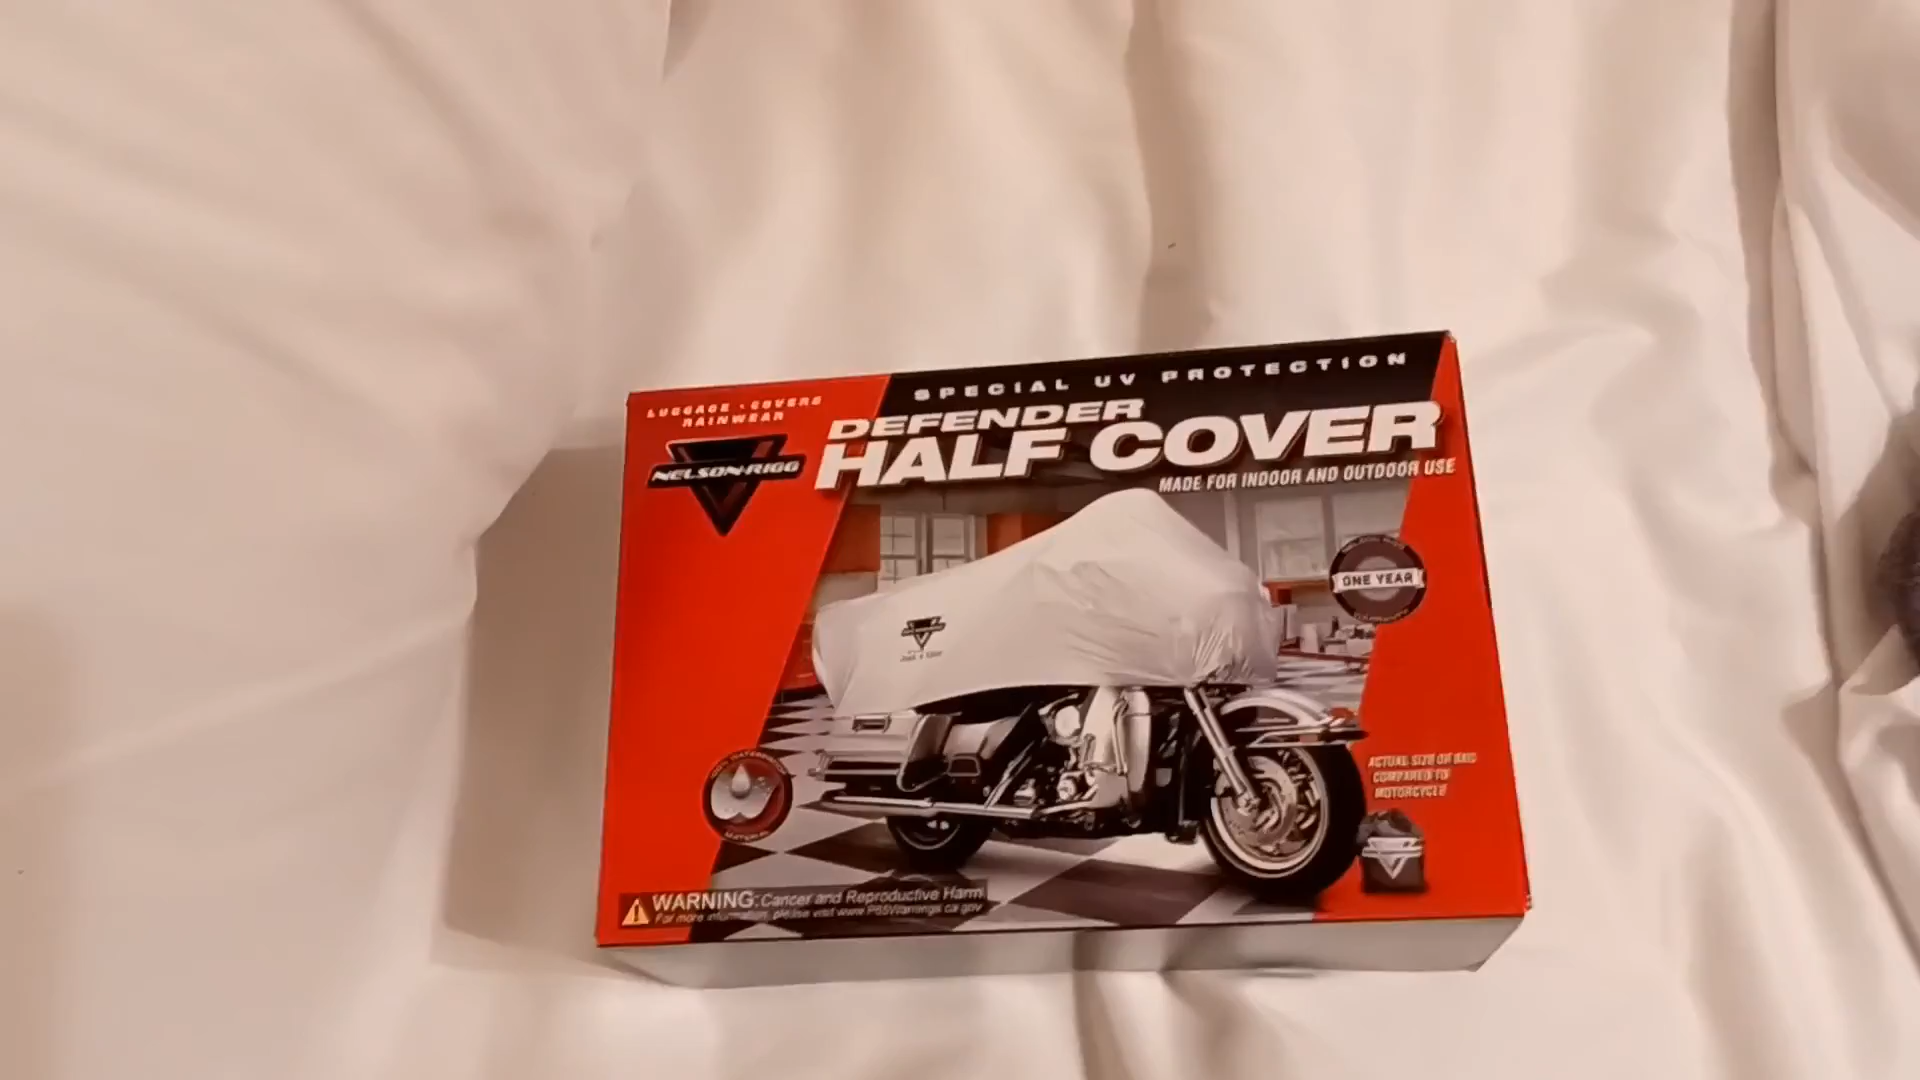 SPECIAL UV PROTECTION
LUGGAGE • COVERS
RAINWEAR
NELSON-RIGG
DEFENDER
HALF COVER
MADE FOR INDOOR AND OUTDOOR USE
ONE YEAR
ACTUAL SIZE OF BAG
COMPARED TO
MOTORCYCLE
WARNING: Cancer and Reproductive Harm
For more information, please visit www.P65Warnings.ca.gov